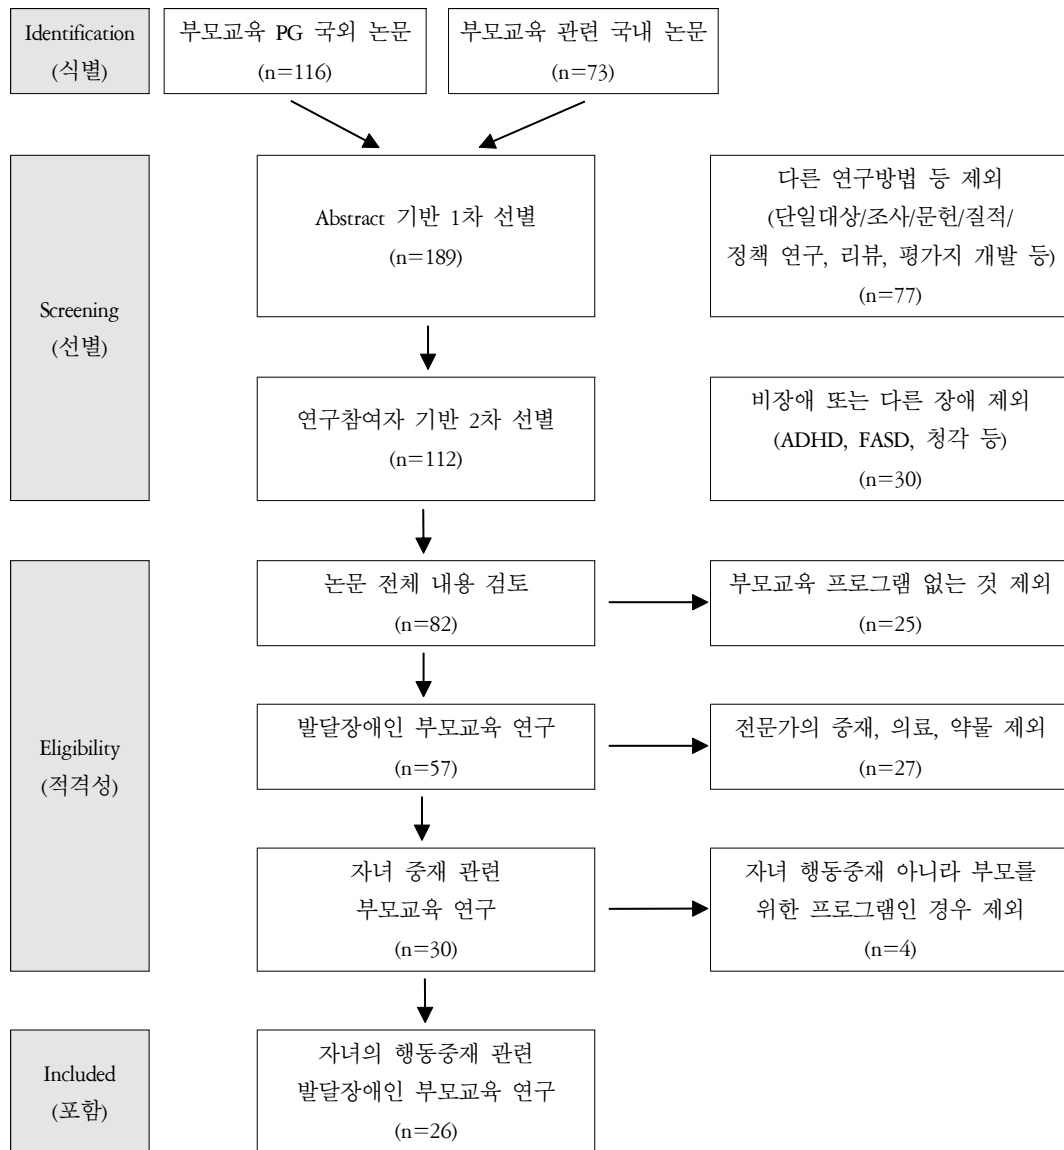 Identification
(식별)
부모교육 PG 국외 논문
(n=116)
부모교육 관련 국내 논문
(n=73)
Screening
(선별)
Abstract 기반 1차 선별
(n=189)
다른 연구방법 등 제외
(단일대상/조사/문헌/질적/
정책 연구, 리뷰, 평가지 개발 등)
(n=77)
연구참여자 기반 2차 선별
(n=112)
비장애 또는 다른 장애 제외
(ADHD, FASD, 청각 등)
(n=30)
Eligibility
(적격성)
논문 전체 내용 검토
(n=82)
부모교육 프로그램 없는 것 제외
(n=25)
발달장애인 부모교육 연구
(n=57)
전문가의 중재, 의료, 약물 제외
(n=27)
자녀 중재 관련
부모교육 연구
(n=30)
자녀 행동중재 아니라 부모를
위한 프로그램인 경우 제외
(n=4)
Included
(포함)
자녀의 행동중재 관련
발달장애인 부모교육 연구
(n=26)